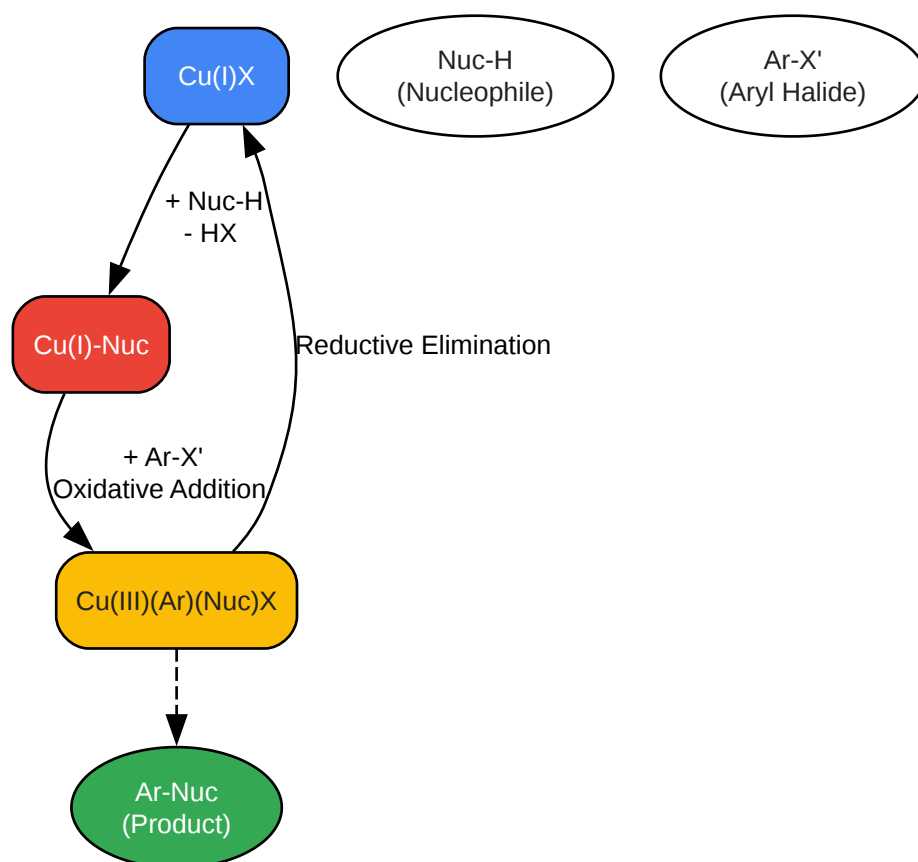 Cu(I)X
Nuc-H
(Nucleophile)
Ar-X'
(Aryl Halide)
+ Nuc-H
- HX
Cu(I)-Nuc
Reductive Elimination
+ Ar-X'
Oxidative Addition
Cu(III)(Ar)(Nuc)X
Ar-Nuc
(Product)